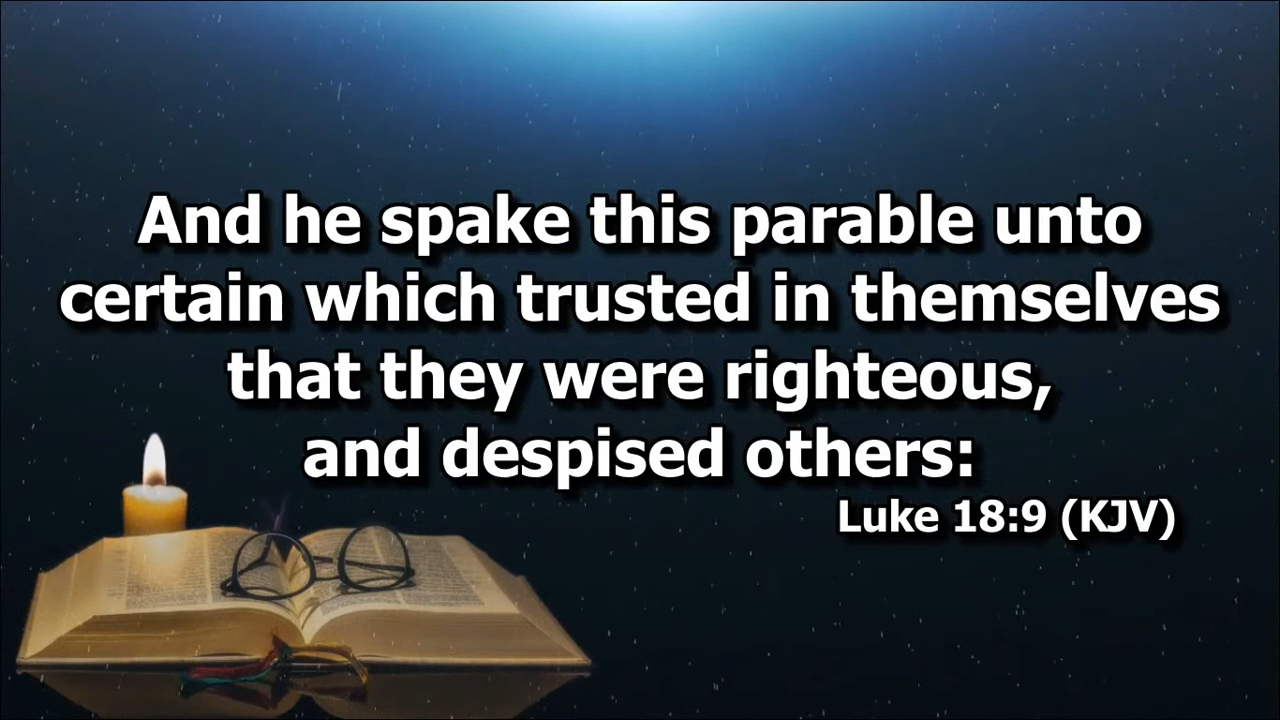 And he spake this parable unto
certain which trusted in themselves
that they were righteous,
and despised others:
Luke 18:9 (KJV)